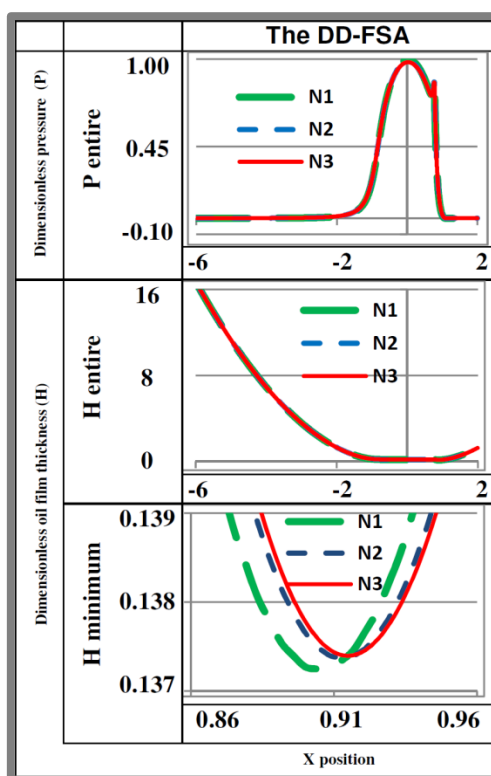 The DD-FSA
Dimensionless pressure (P)
P entire
1.00
0.45
-0.10
N1
N2
N3
-6
-2
2
Dimensionless oil film thickness (H)
H entire
16
8
0
N1
N2
N3
-6
-2
2
H minimum
0.139
0.138
0.137
N1
N2
N3
0.86
0.91
0.96
X position